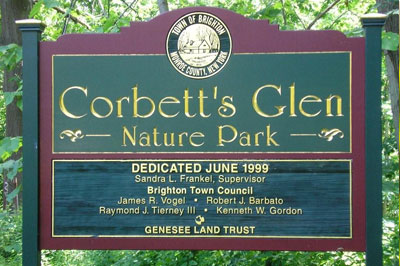 TOWN OF BRIGHTON
MONROE COUNTY, NEW YORK
Corbett's Glen
Nature Park
DEDICATED JUNE 1999
Sandra L. Frankel, Supervisor
Brighton Town Council
James R. Vogel • Robert J. Barbato
Raymond J. Tierney III • Kenneth W. Gordon
GENESEE LAND TRUST